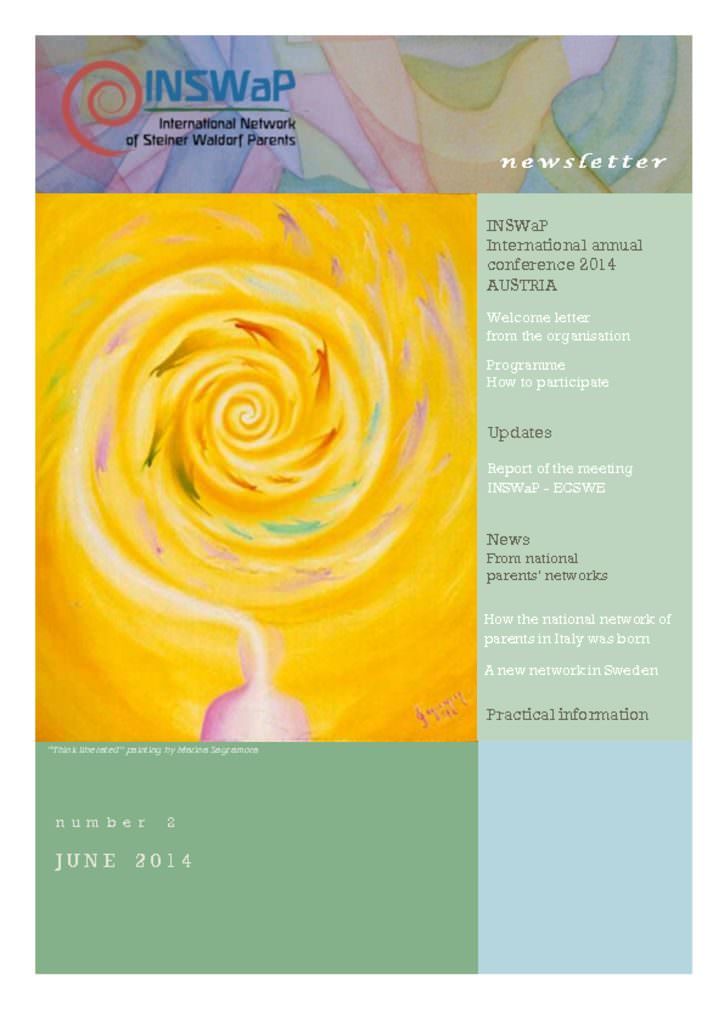 INSWaP
International Network
of Steiner Waldorf Parents
newsletter
INSWaP
International annual
conference 2014
AUSTRIA
Welcome letter
from the organisation
Programme
How to participate
Updates
Report of the meeting
INSWaP - ECSWE
News
From national
parents' networks
How the national network of
parents in Italy was born
A new network in Sweden
Practical information
"Think liberated" painting by
number 2
JUNE 2014